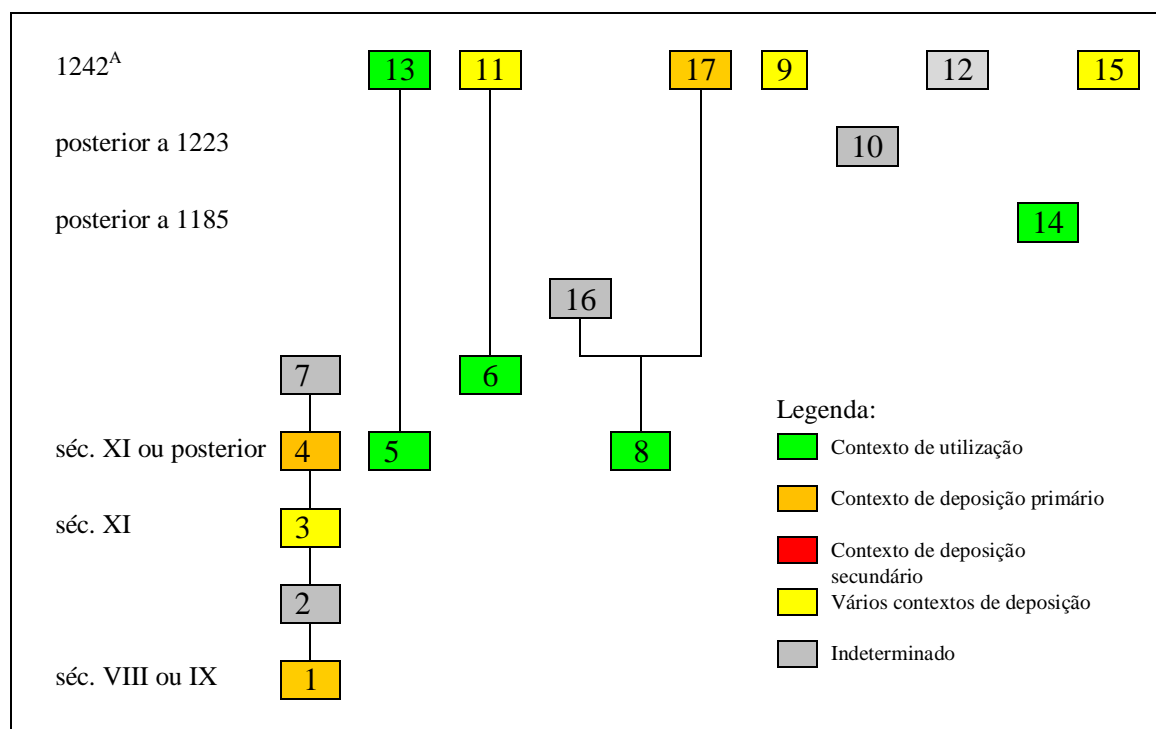 1242ᴬ 13 11 17 9 12 15
posterior a 1223 10
posterior a 1185 14
16
7 6
Legenda:
séc. XI ou posterior 4 5 8 Contexto de utilização
Contexto de deposição primário
séc. XI 3
Contexto de deposição
secundário
2 Vários contextos de deposição
Indeterminado
séc. VIII ou IX 1